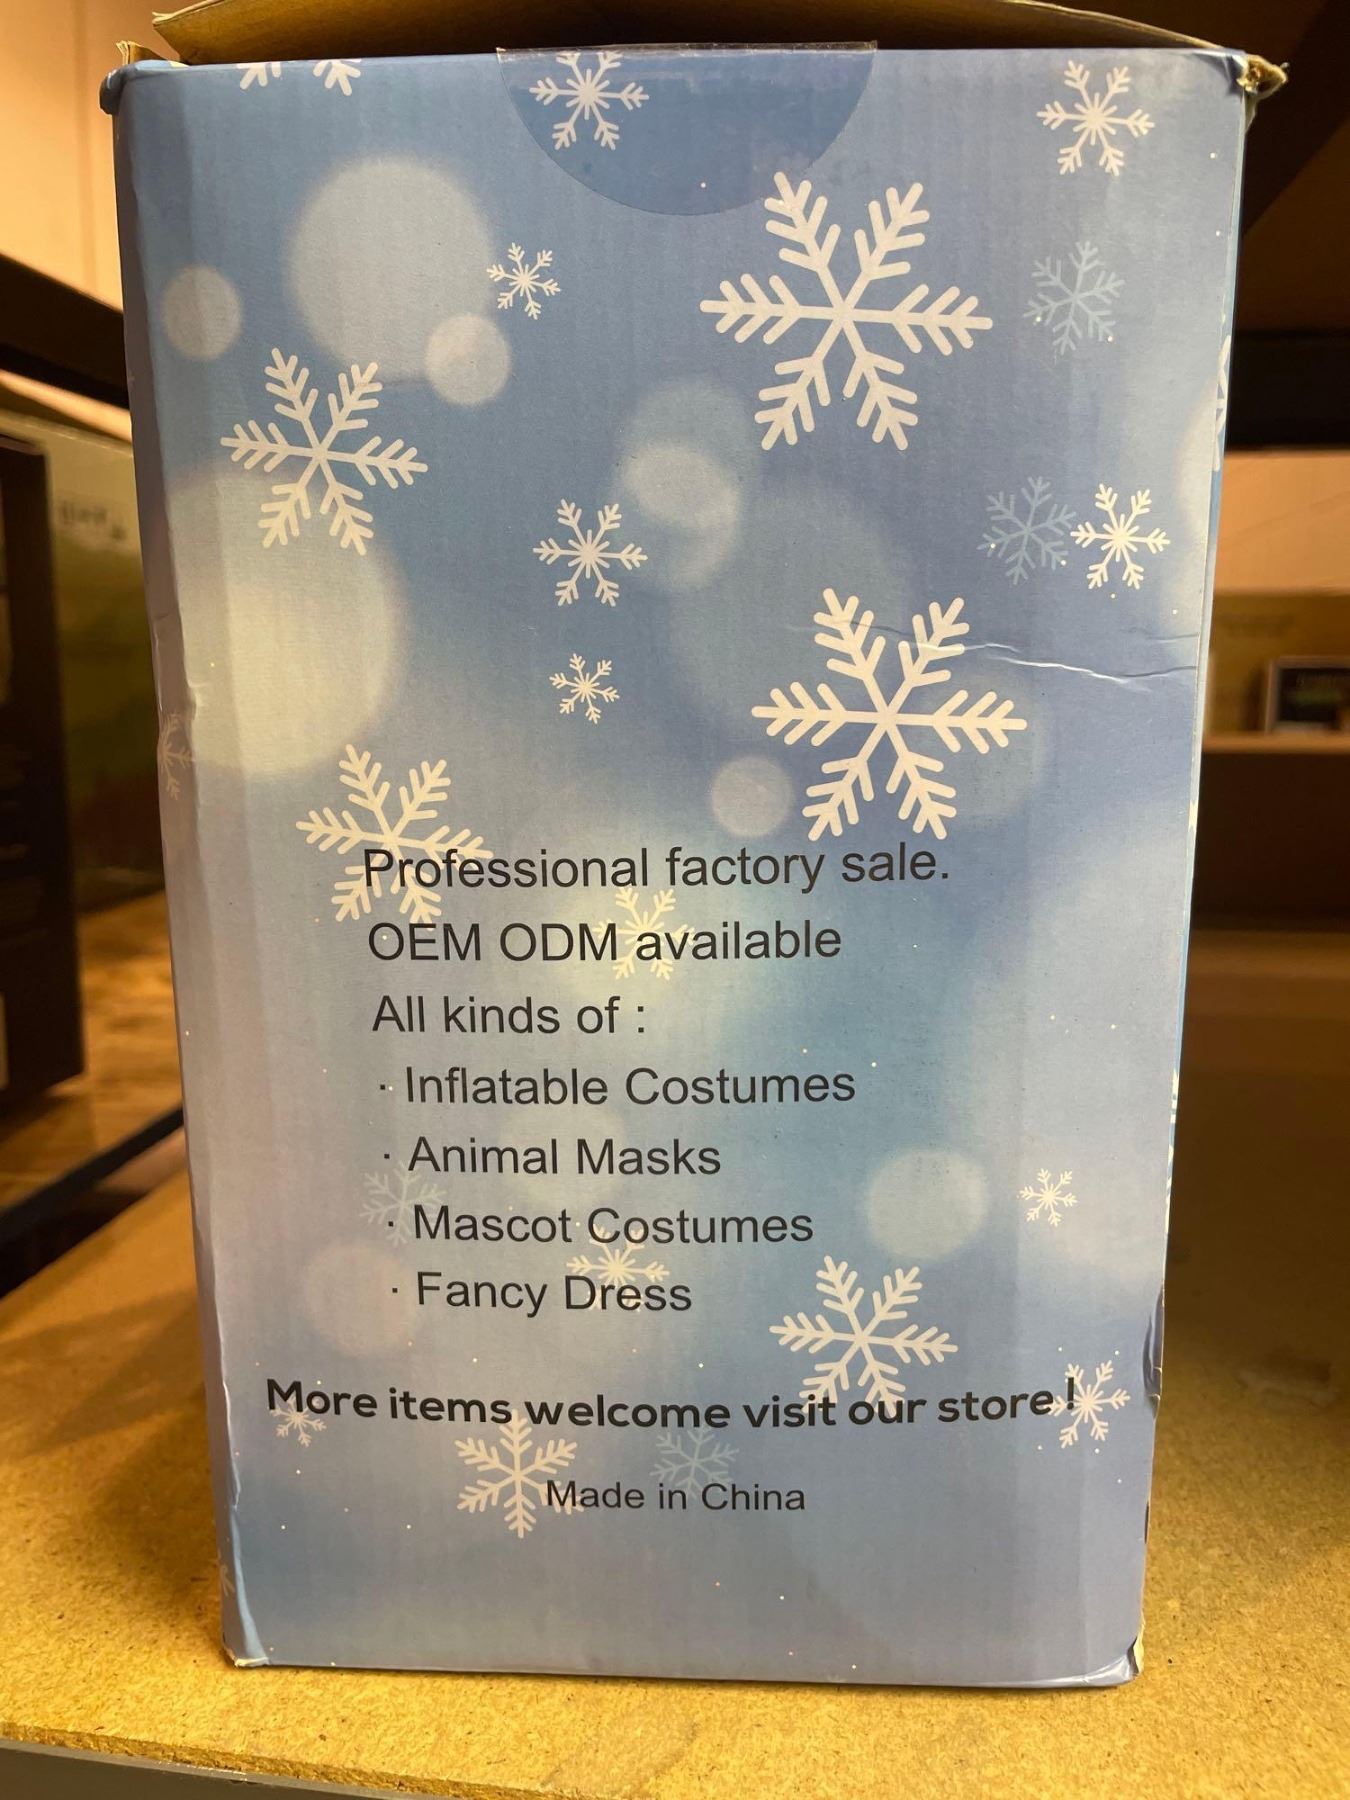 Professional factory sale.
OEM ODM available
All kinds of :
· Inflatable Costumes
· Animal Masks
· Mascot Costumes
· Fancy Dress
More items welcome visit our store!
Made in China